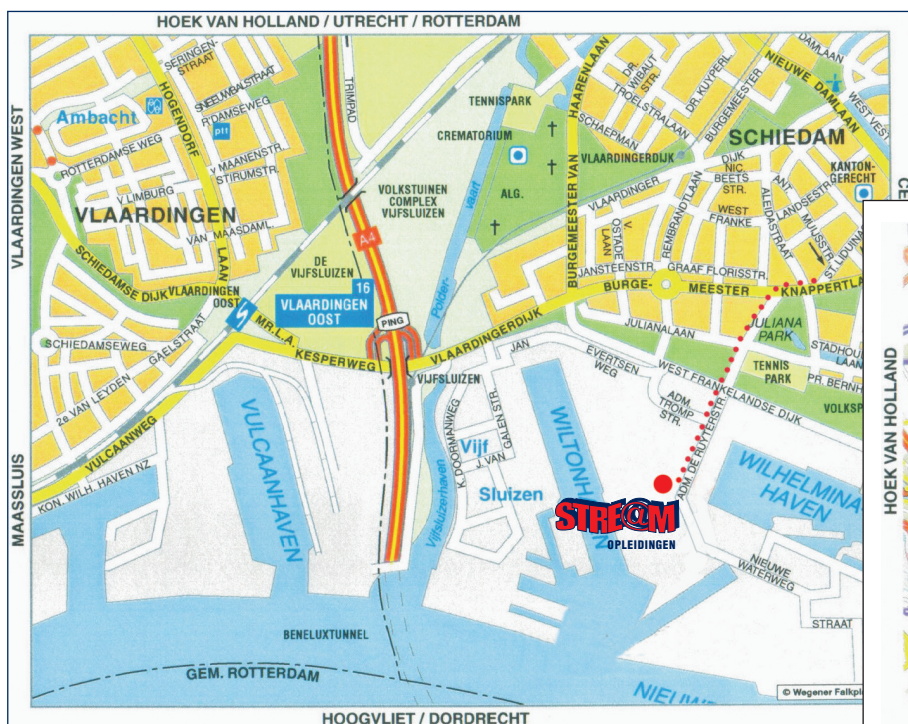 HOEK VAN HOLLAND / UTRECHT / ROTTERDAM
VLAARDINGEN WEST
MAASSLUIS
HOEK VAN HOLLAND
HOOGVLIET / DORDRECHT
SERINGEN-
STRAAT
SNEEUWBALSTRAAT
HOGENDORF
LAAN
R'DAMSEWEG
Ambacht
ptt
ROTTERDAMSE WEG
v MAANENSTR.
STIRUMSTR.
v LIMBURG
VLAARDINGEN
VAN MAASDAML.
SCHIEDAMSE DIJK
VLAARDINGEN
OOST
SCHIEDAMSEWEG
GAELSTRAAT
2e VAN LEYDEN
VULCAANWEG
KON. WILH. HAVEN NZ
MR. L.A.
KESPERWEG
TRIMPAD
VOLKSTUINEN
COMPLEX
VIJFSLUIZEN
A4
DE
VIJFSLUIZEN
16
VLAARDINGEN
OOST
PING
VIJFSLUIZEN
Polder-
vaart
TENNISPARK
CREMATORIUM
ALG.
BURGEMEESTER VAN
HAARENLAAN
DR.
WIBAUT
STR.
TROELSTRALAAN
SCHAEPMAN
DR. KUYPERL.
BURGEMEESTER
DAMLAAN
NIEUWE DAMLAAN
WEST VEST
SCHIEDAM
VLAARDINGERDIJK
VLAARDINGER
DIJK
NIC.
BEETS
STR.
WEST
FRANKE
REMBRANDTLAAN
V.
OSTADE
LAAN
ALEIDASTRAAT
ANT.
MUIJSSTR.
LANDSESTR.
ST. LIDUINA
KANTON-
GERECHT
JANSTEENSTR.
GRAAF FLORISSTR.
VLAARDINGERDIJK
BURGE-
MEESTER
KNAPPERTLA
JULIANALAAN
JULIANA
PARK
STADHOU
LAAN
TENNIS
PARK
PR. BERNH
VOLKSP
JAN
EVERTSEN
WEG
WEST FRANKELANDSE DIJK
ADM.
TROMP
STR.
ADM. DE RUYTERSTR.
K. DOORMANWEG
J. VAN
GALEN STR.
Vijf
Sluizen
Vijfsluizerhaven
VULCAANHAVEN
WILTONHAVEN
WILHELMINA-
HAVEN
STRE@M
OPLEIDINGEN
NIEUWE
WATERWEG
STRAAT
BENELUXTUNNEL
GEM. ROTTERDAM
NIEUW
© Wegener Falkpl